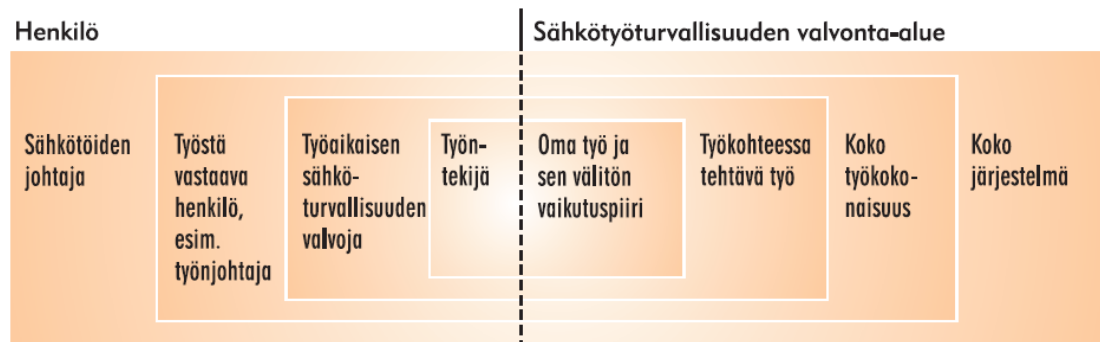 Henkilö
Sähkötyöturvallisuuden valvonta-alue
Sähkötöiden
johtaja
Työstä
vastaava
henkilö,
esim.
työnjohtaja
Työaikaisen
sähkö-
turvallisuuden
valvoja
Työn-
tekijä
Oma työ ja
sen välitön
vaikutuspiiri
Työkohteessa
tehtävä työ
Koko
työkoko-
naisuus
Koko
järjestelmä